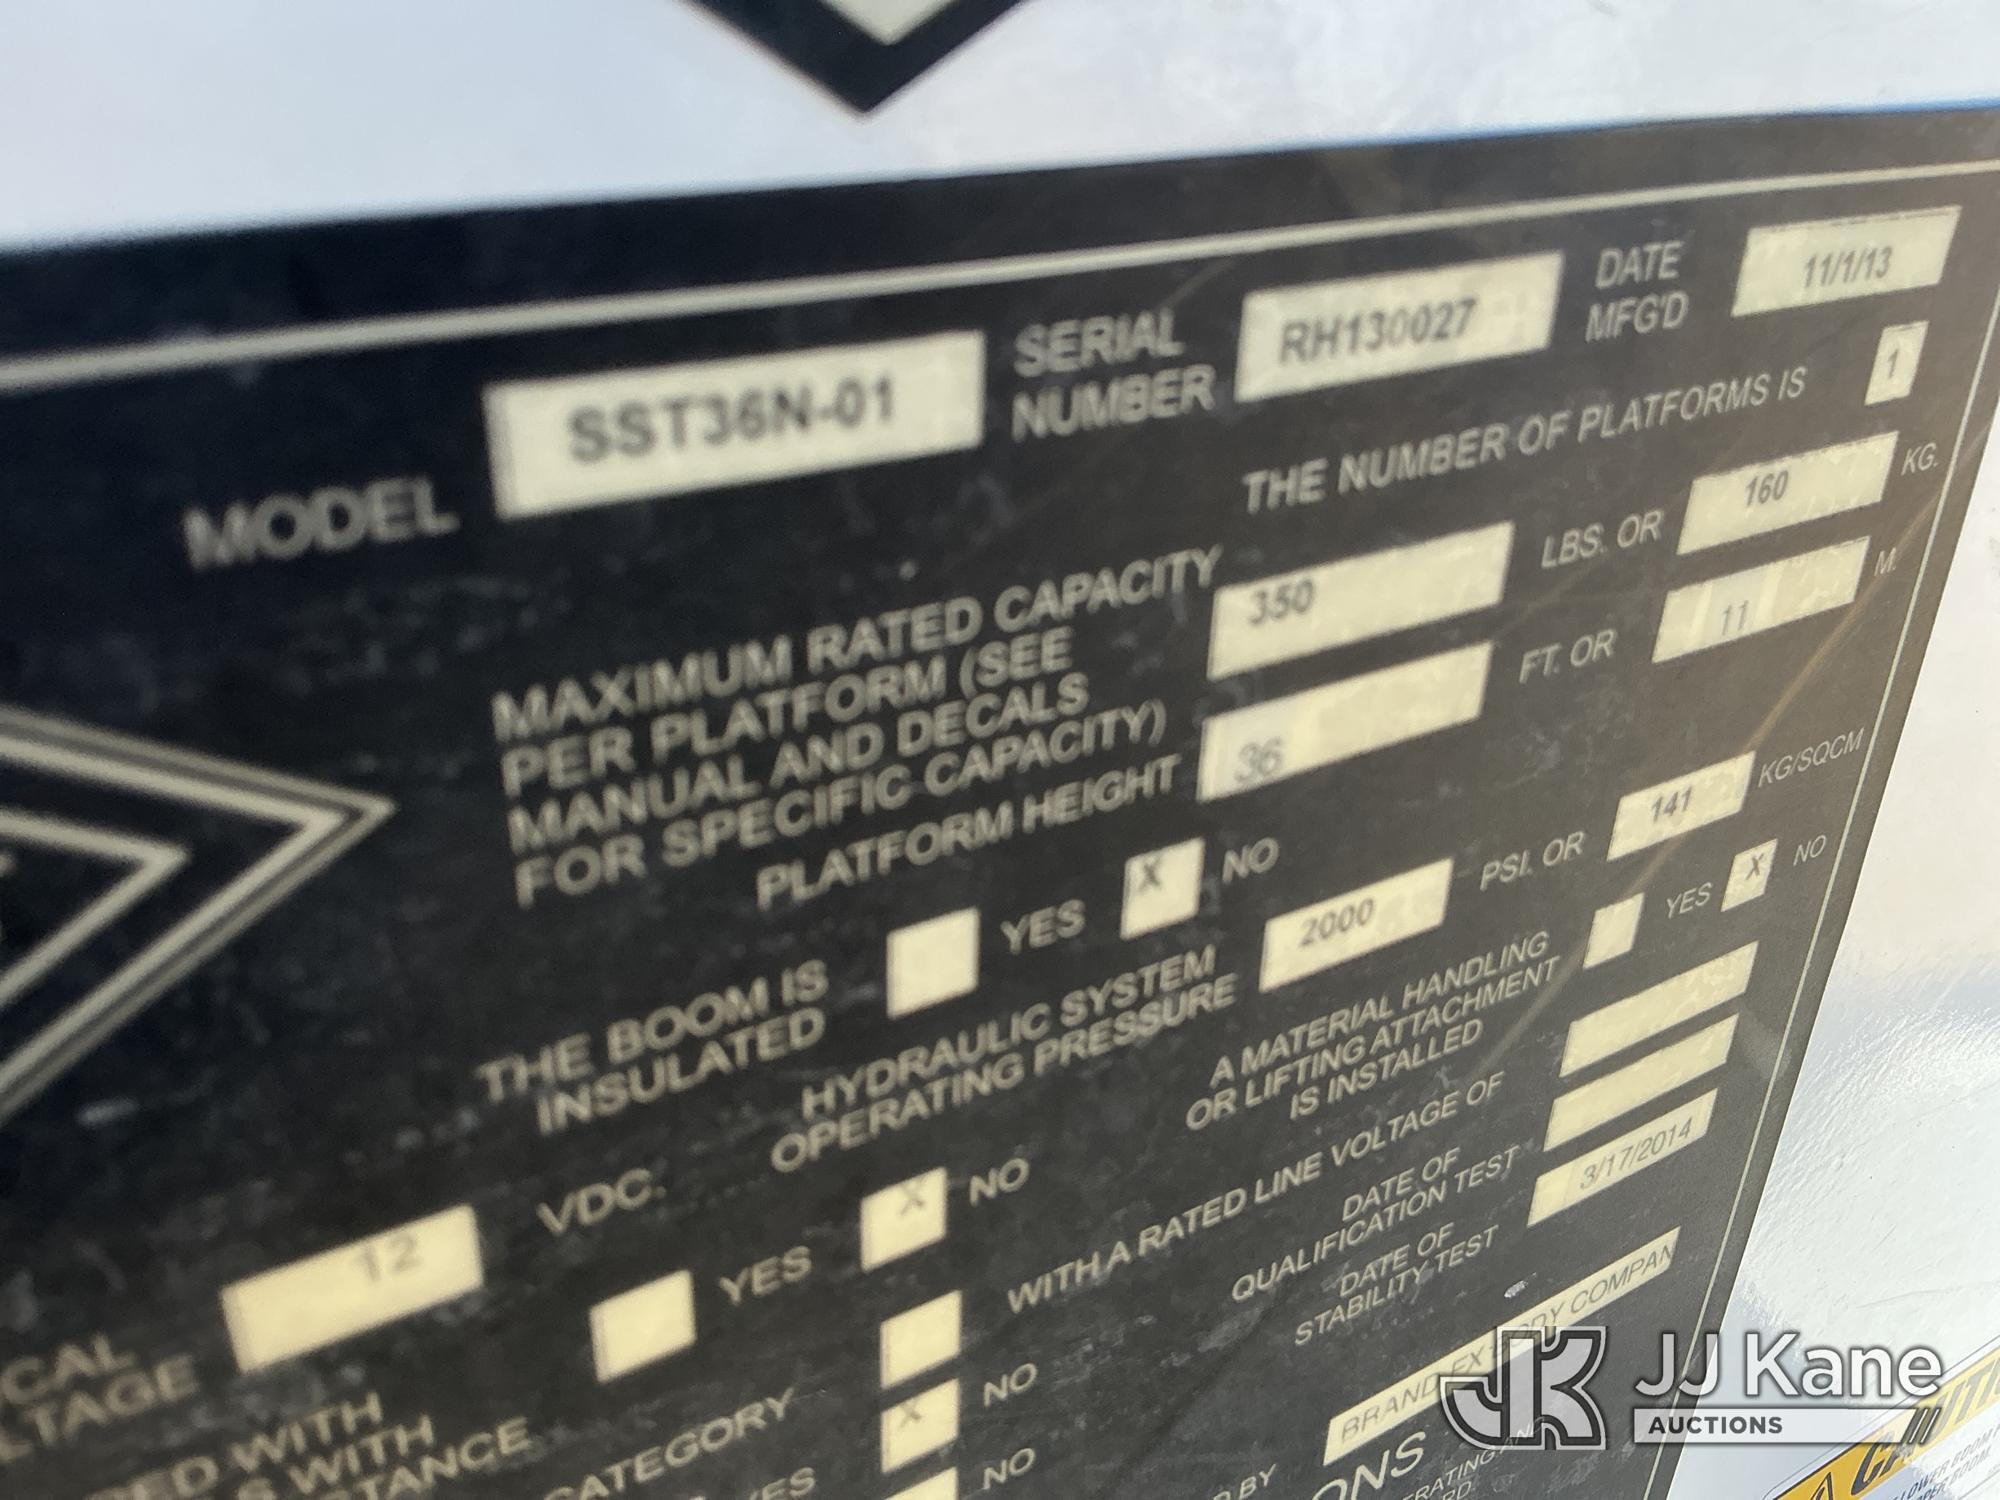 MODEL SST36N-01 SERIAL NUMBER RH130027 DATE MFG'D 11/1/13
THE NUMBER OF PLATFORMS IS 1
MAXIMUM RATED CAPACITY
PER PLATFORM (SEE
MANUAL AND DECALS
FOR SPECIFIC CAPACITY) 350 LBS. OR 160 KG.
PLATFORM HEIGHT 36 FT. OR 11 M.
THE BOOM IS
INSULATED YES X NO
HYDRAULIC SYSTEM
OPERATING PRESSURE 2000 PSI. OR 141 KG/SQCM
A MATERIAL HANDLING
OR LIFTING ATTACHMENT
IS INSTALLED YES X NO
12 VDC.
YES X NO
WITH A RATED LINE VOLTAGE OF
DATE OF
QUALIFICATION TEST
DATE OF
STABILITY TEST 3/17/2014
WITH
WITH
CATEGORY
NO
X
NO
BY
JJ Kane
AUCTIONS